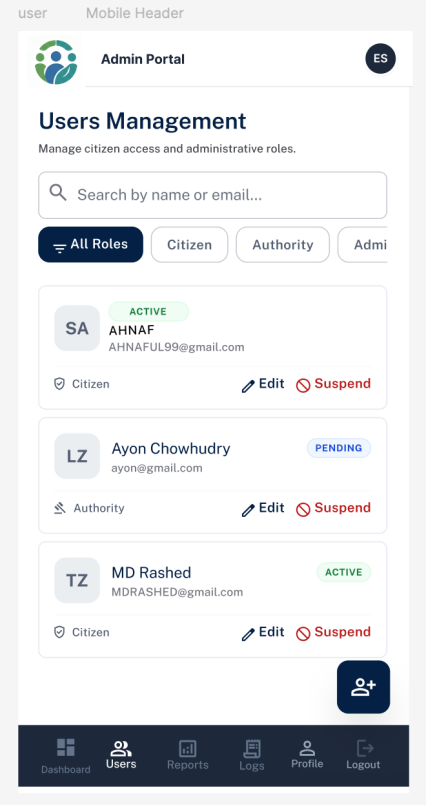 user Mobile Header
Admin Portal ES
Users Management
Manage citizen access and administrative roles.
Search by name or email...
All Roles Citizen Authority Admi
ACTIVE
SA AHNAF
AHNAFUL99@gmail.com
Citizen Edit Suspend
LZ Ayon Chowhudry PENDING
ayon@gmail.com
Authority Edit Suspend
TZ MD Rashed ACTIVE
MDRASHED@gmail.com
Citizen Edit Suspend
Dashboard Users Reports Logs Profile Logout